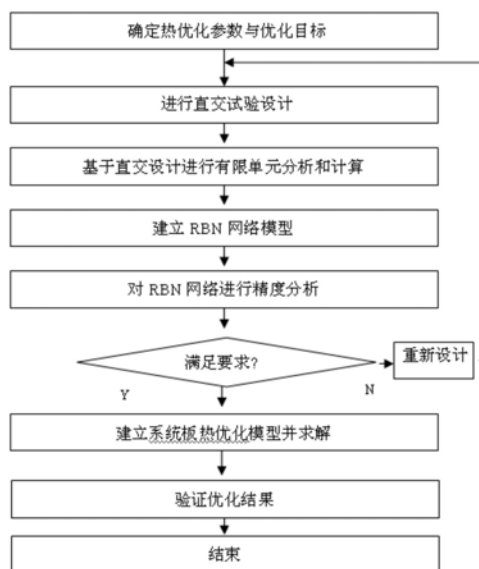 确定热优化参数与优化目标
进行直交试验设计
基于直交设计进行有限单元分析和计算
建立 RBN 网络模型
对 RBN 网络进行精度分析
满足要求?
重新设计
Y
N
建立系统板热优化模型并求解
验证优化结果
结束